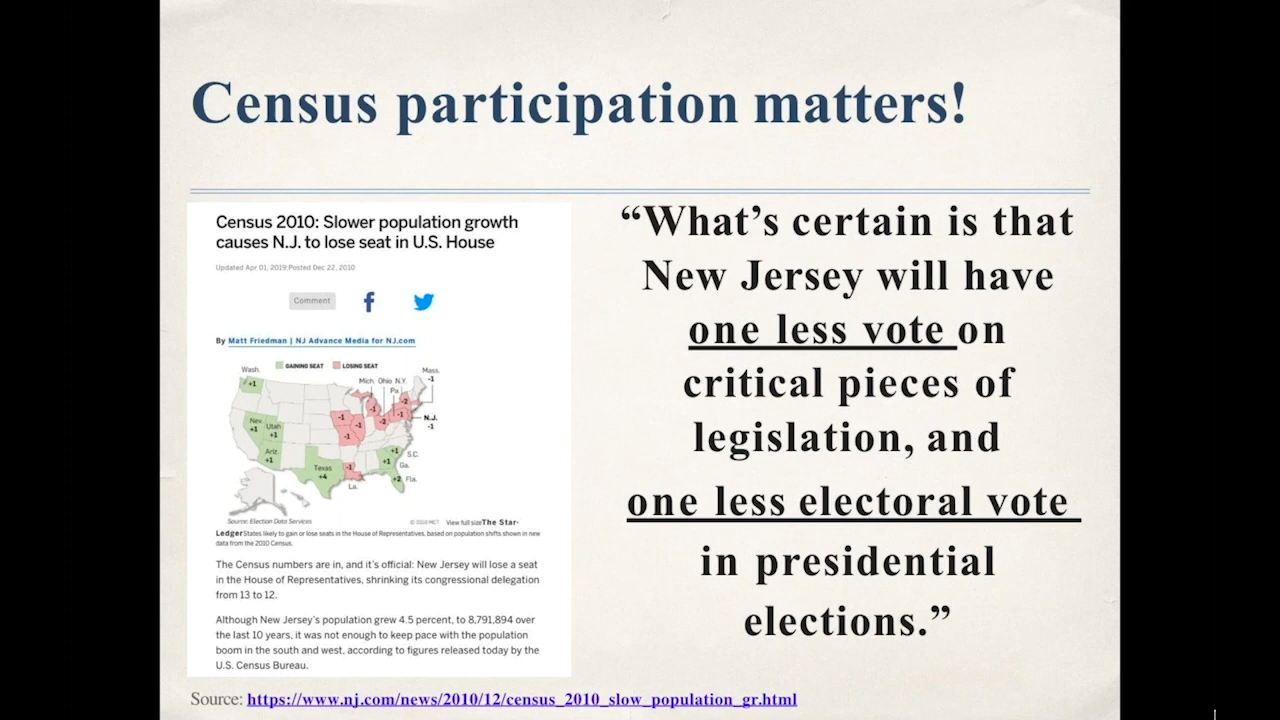 Census participation matters!
Census 2010: Slower population growth
causes N.J. to lose seat in U.S. House
Updated Apr 01, 2019;Posted Dec 22, 2010
Comment
By Matt Friedman | NJ Advance Media for NJ.com
GAINING SEAT LOSING SEAT
Wash.
+1
Mich. Ohio N.Y.
Pa.
Mass.
-1
-1
-2
-1
-1
-2
-1
-1
N.J.
-1
Nev.
+1
Utah
+1
Ariz.
+1
Texas
+4
-1
La.
+1
+1
S.C.
Ga.
+2 Fla.
Source: Election Data Services
View full sizeThe Star-
LedgerStates likely to gain or lose seats in the House of Representatives, based on population shifts shown in new
data from the 2010 Census.
The Census numbers are in, and it's official: New Jersey will lose a seat
in the House of Representatives, shrinking its congressional delegation
from 13 to 12.
Although New Jersey's population grew 4.5 percent, to 8,791,894 over
the last 10 years, it was not enough to keep pace with the population
boom in the south and west, according to figures released today by the
U.S. Census Bureau.
“What’s certain is that
New Jersey will have
one less vote on
critical pieces of
legislation, and
one less electoral vote
in presidential
elections.”
Source: https://www.nj.com/news/2010/12/census_2010_slow_population_gr.html